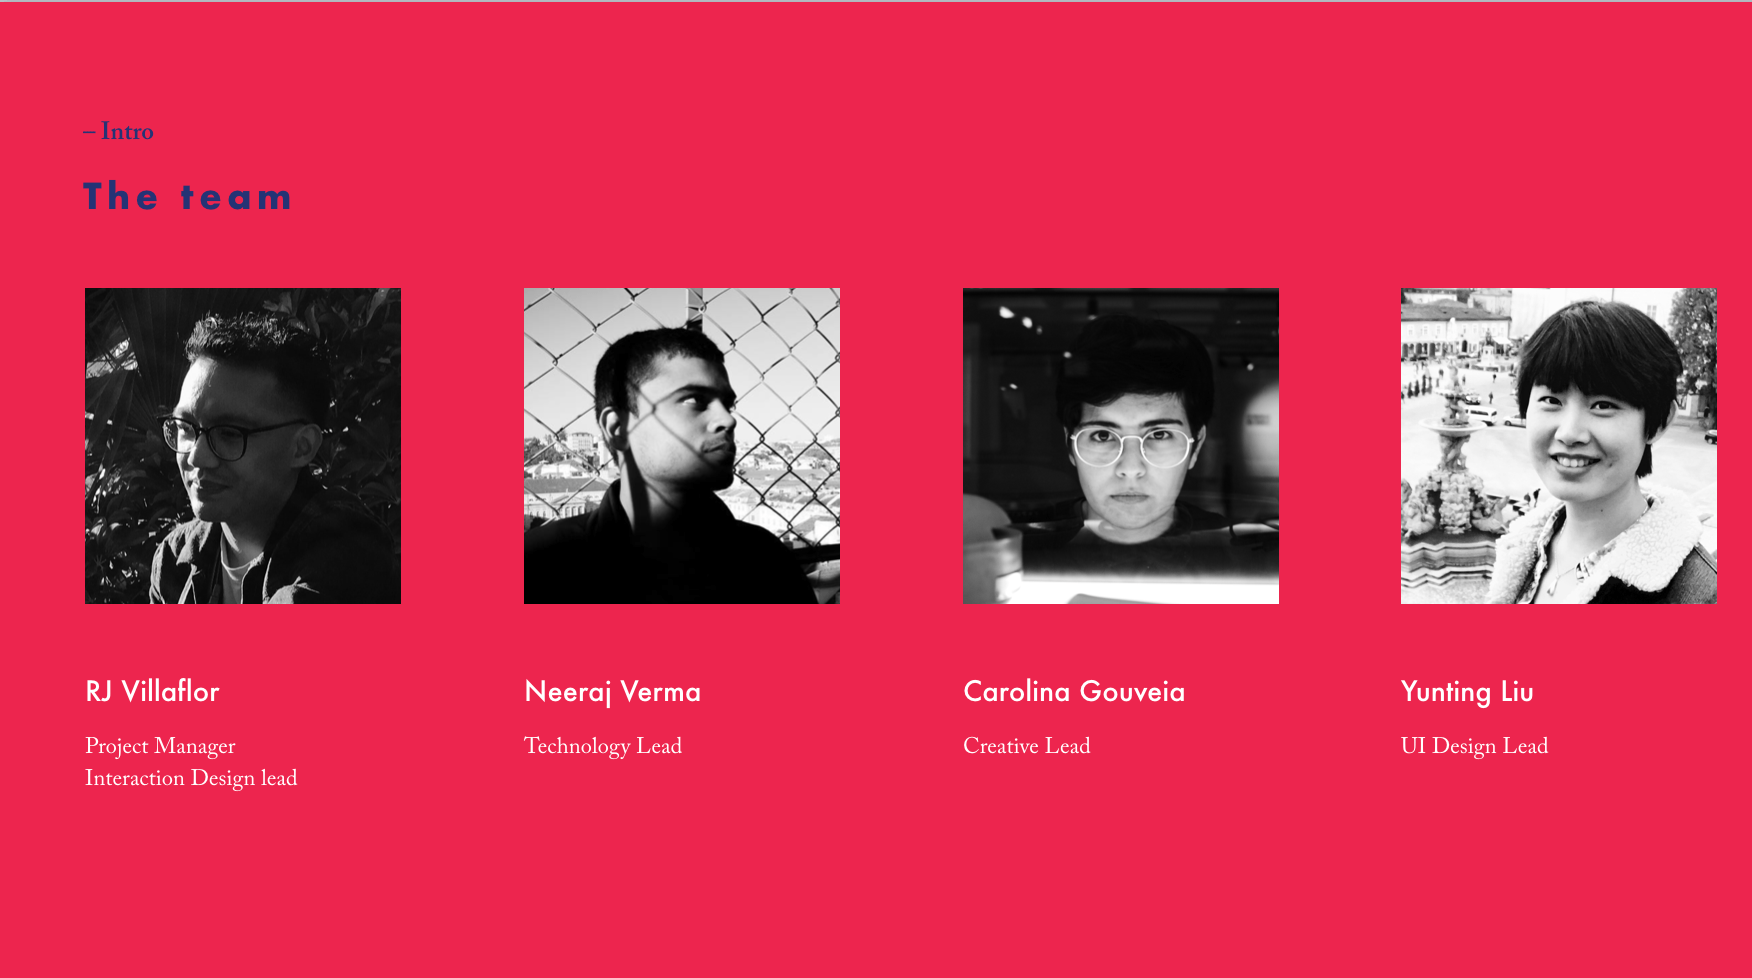 – Intro
The team
RJ Villaflor
Project Manager
Interaction Design lead
Neeraj Verma
Technology Lead
Carolina Gouveia
Creative Lead
Yunting Liu
UI Design Lead